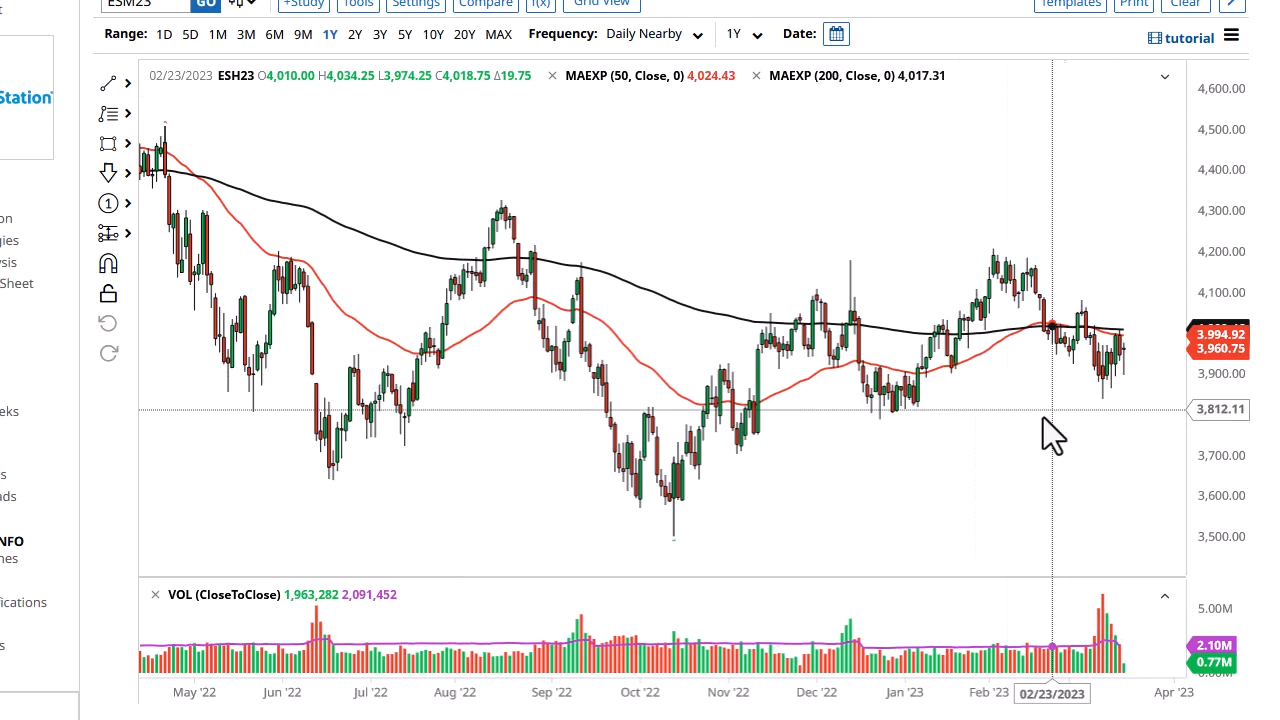 ESM23 GO +Study Tools Settings Compare f(x) Grid View Templates Print Clear
Range: 1D 5D 1M 3M 6M 9M 1Y 2Y 3Y 5Y 10Y 20Y MAX Frequency: Daily Nearby 1Y Date: tutorial
02/23/2023 ESH23 O4,010.00 H4,034.25 L3,974.25 C4,018.75 Δ19.75 × MAEXP (50, Close, 0) 4,024.43 × MAEXP (200, Close, 0) 4,017.31
Station
on
gies
ysis
Sheet
eks
s
ads
NFO
mes
ifications
s
1
4,600.00
4,500.00
4,400.00
4,300.00
4,200.00
4,100.00
3,994.92
3,960.75
3,900.00
3,812.11
3,700.00
3,600.00
3,500.00
× VOL (CloseToClose) 1,963,282 2,091,452
5.00M
2.10M
0.77M
May '22 Jun '22 Jul '22 Aug '22 Sep '22 Oct '22 Nov '22 Dec '22 Jan '23 Feb '23 02/23/2023 Apr '23